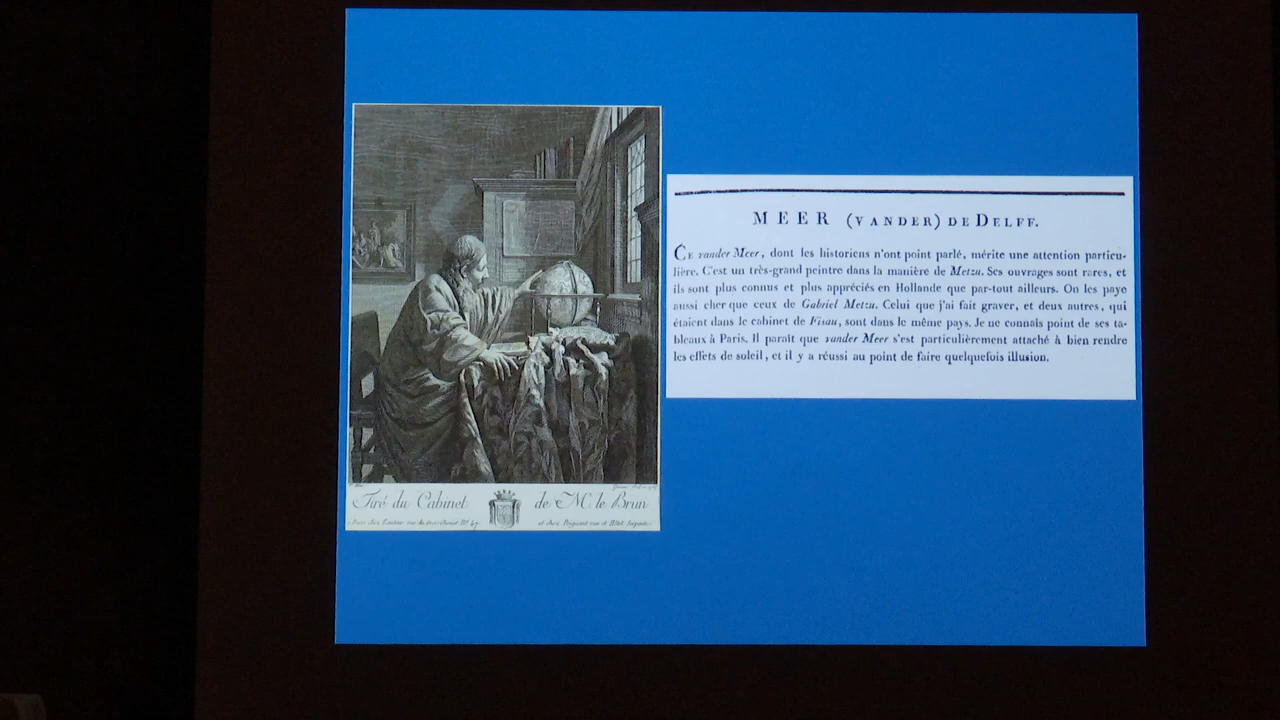 Tiré du Cabinet de M. le Brun
MEER (VANDER) DE DELFF.
CE vander Meer, dont les historiens n'ont point parlé, mérite une attention particu-
lière. C'est un très-grand peintre dans la manière de Metzu. Ses ouvrages sont rares, et
ils sont plus connus et plus appréciés en Hollande que par-tout ailleurs. On les paye
aussi cher que ceux de Gabriel Metzu. Celui que j'ai fait graver, et deux autres, qui
étaient dans le cabinet de Fisau, sont dans le même pays. Je ne connais point de ses ta-
bleaux à Paris. Il paraît que vander Meer s'est particulièrement attaché à bien rendre
les effets de soleil, et il y a réussi au point de faire quelquefois illusion.